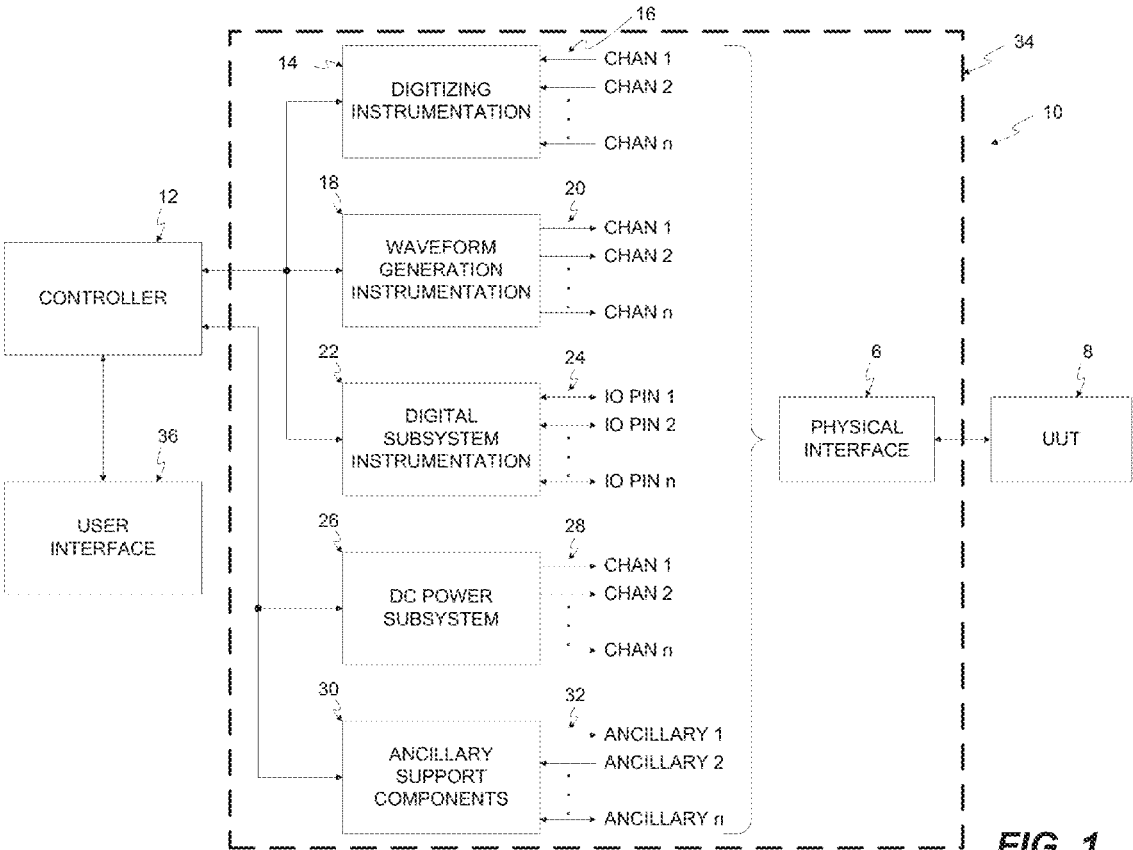 16
34
14
CHAN 1
DIGITIZING
INSTRUMENTATION
CHAN 2
10
CHAN n
12
18
20
CHAN 1
WAVEFORM
GENERATION
INSTRUMENTATION
CHAN 2
CONTROLLER
CHAN n
22
24
6
8
IO PIN 1
DIGITAL
SUBSYSTEM
INSTRUMENTATION
IO PIN 2
PHYSICAL
INTERFACE
UUT
36
IO PIN n
USER
INTERFACE
26
28
CHAN 1
DC POWER
SUBSYSTEM
CHAN 2
CHAN n
30
32
ANCILLARY 1
ANCILLARY
SUPPORT
COMPONENTS
ANCILLARY 2
ANCILLARY n
FIG. 1